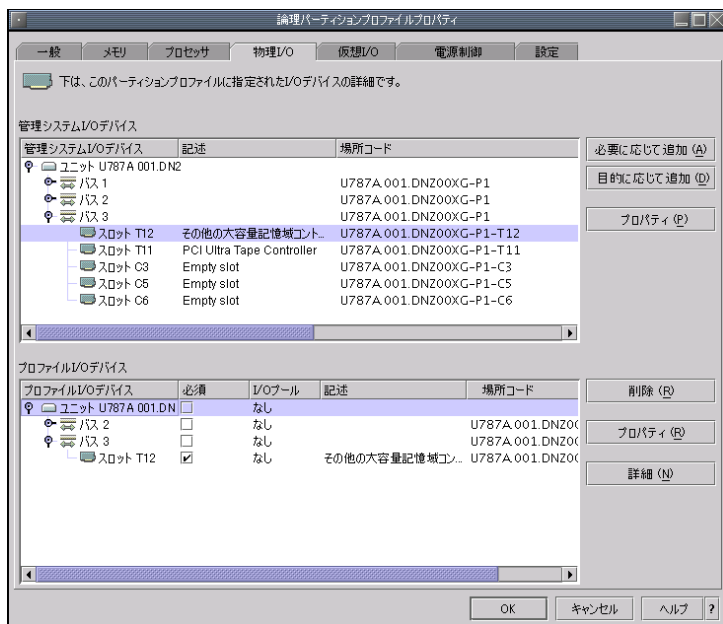 論理パーティションプロファイルプロパティ
一般 メモリ プロセッサ 物理I/O 仮想I/O 電源制御 設定
下は、このパーティションプロファイルに指定されたI/Oデバイスの詳細です。
管理システムI/Oデバイス
管理システムI/Oデバイス 記述 場所コード
ユニット U787A 001.DN2
バス 1 U787A.001.DNZ00XG-P1
バス 2 U787A.001.DNZ00XG-P1
バス 3 U787A.001.DNZ00XG-P1
スロット T12 その他の大容量記憶域コント... U787A.001.DNZ00XG-P1-T12
スロット T11 PCI Ultra Tape Controller U787A.001.DNZ00XG-P1-T11
スロット C3 Empty slot U787A.001.DNZ00XG-P1-C3
スロット C5 Empty slot U787A.001.DNZ00XG-P1-C5
スロット C6 Empty slot U787A.001.DNZ00XG-P1-C6
必要に応じて追加 (A)
目的に応じて追加 (D)
プロパティ (P)
プロファイルI/Oデバイス
プロファイルI/Oデバイス 必須 I/Oプール 記述 場所コード
ユニット U787A 001.DN なし
バス 2 なし U787A.001.DNZ0(
バス 3 なし U787A.001.DNZ0(
スロット T12 なし その他の大容量記憶域コン... U787A.001.DNZ0(
削除 (R)
プロパティ (R)
詳細 (N)
OK キャンセル ヘルプ ?